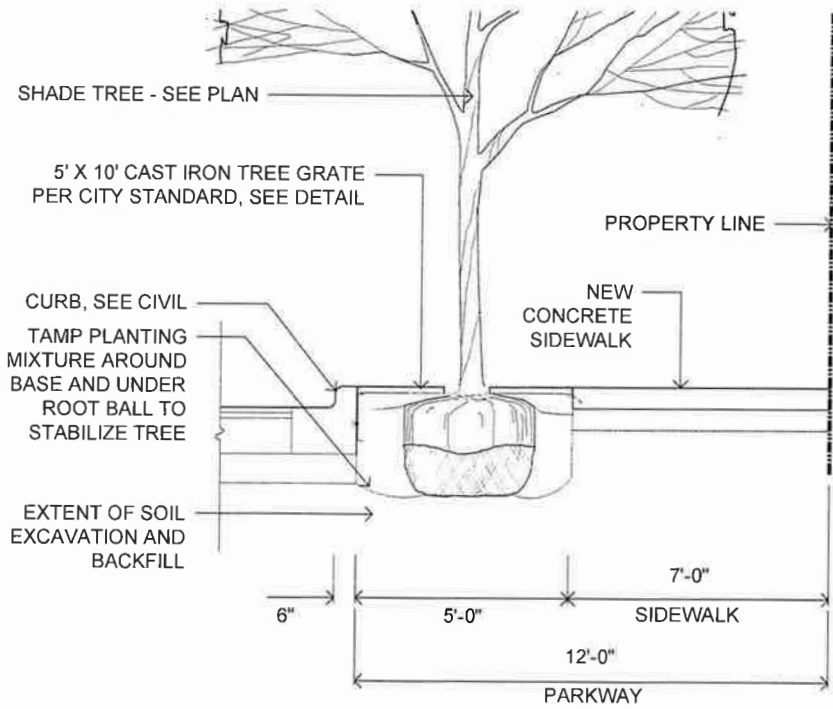 SHADE TREE - SEE PLAN
5' X 10' CAST IRON TREE GRATE
PER CITY STANDARD, SEE DETAIL
PROPERTY LINE
CURB, SEE CIVIL
NEW
CONCRETE
SIDEWALK
TAMP PLANTING
MIXTURE AROUND
BASE AND UNDER
ROOT BALL TO
STABILIZE TREE
EXTENT OF SOIL
EXCAVATION AND
BACKFILL
6"
5'-0"
7'-0"
SIDEWALK
12'-0"
PARKWAY